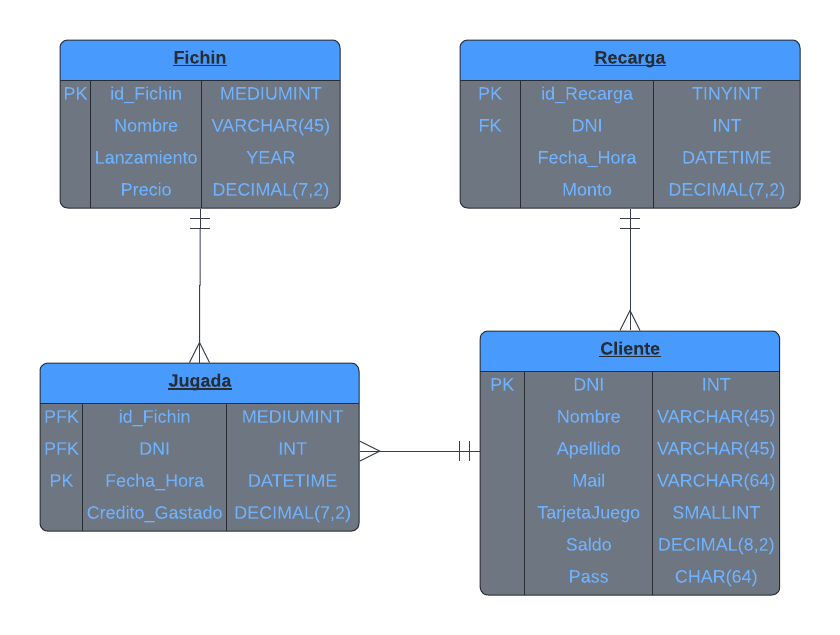 Fichin
PK id_Fichin MEDIUMINT
Nombre VARCHAR(45)
Lanzamiento YEAR
Precio DECIMAL(7,2)
Recarga
PK id_Recarga TINYINT
FK DNI INT
Fecha_Hora DATETIME
Monto DECIMAL(7,2)
Jugada
PFK id_Fichin MEDIUMINT
PFK DNI INT
PK Fecha_Hora DATETIME
Credito_Gastado DECIMAL(7,2)
Cliente
PK DNI INT
Nombre VARCHAR(45)
Apellido VARCHAR(45)
Mail VARCHAR(64)
TarjetaJuego SMALLINT
Saldo DECIMAL(8,2)
Pass CHAR(64)